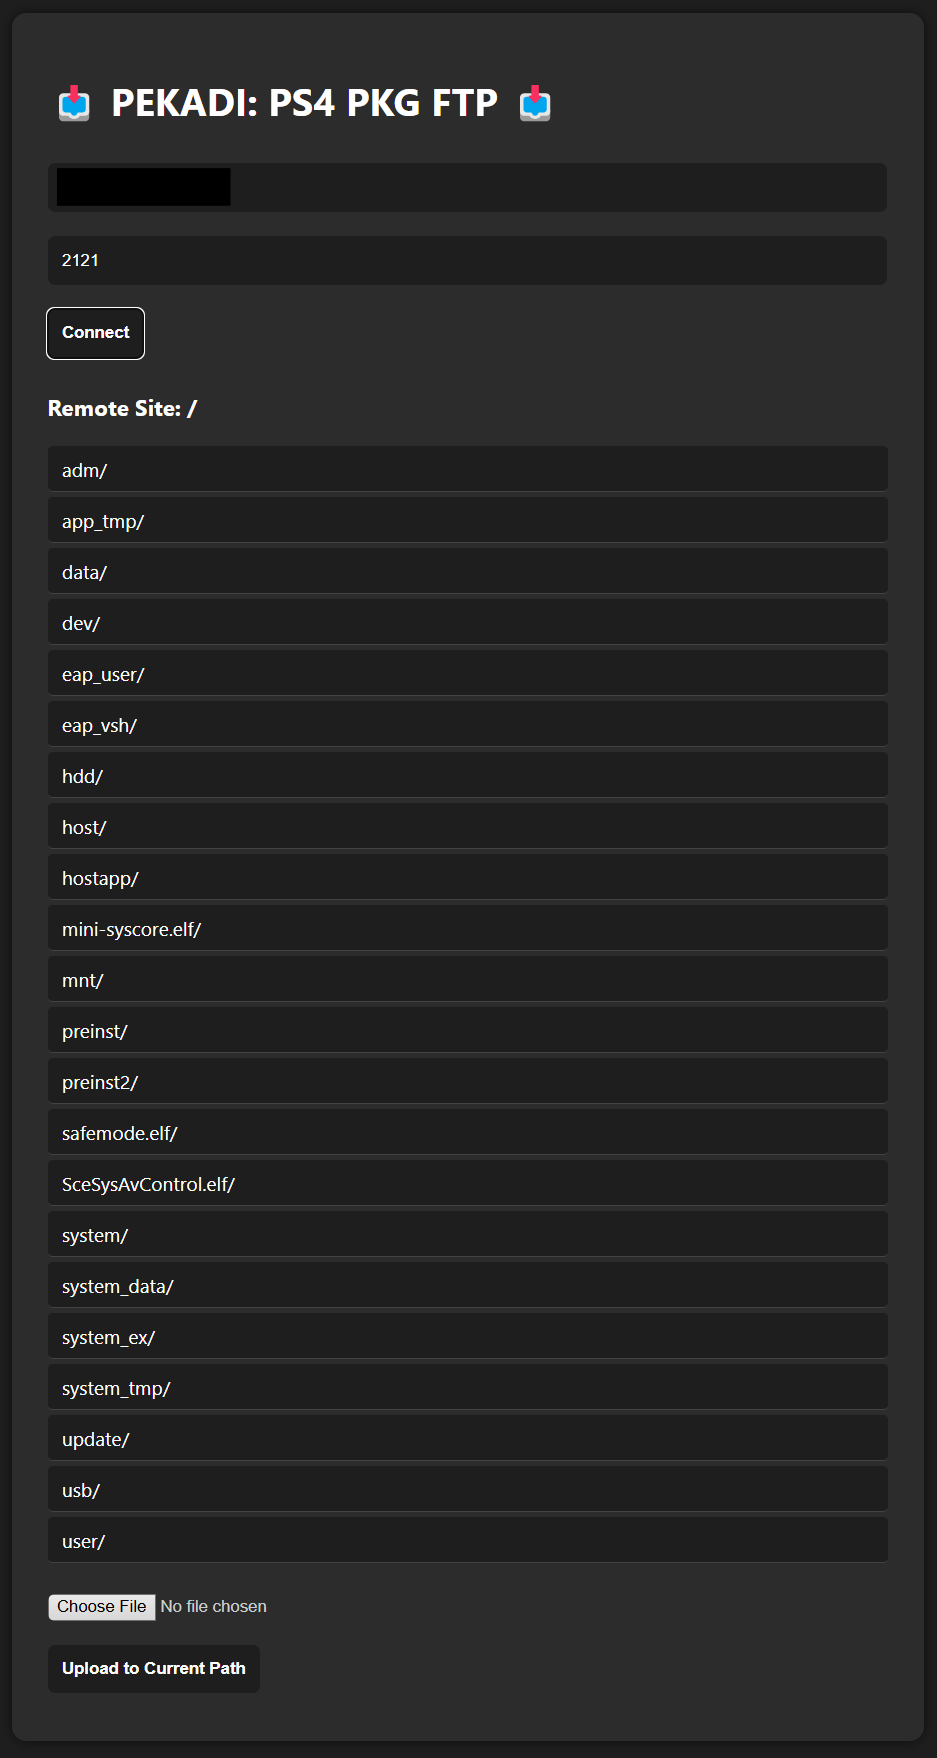 PEKADI: PS4 PKG FTP
2121
Connect
Remote Site: /
adm/
app_tmp/
data/
dev/
eap_user/
eap_vsh/
hdd/
host/
hostapp/
mini-syscore.elf/
mnt/
preinst/
preinst2/
safemode.elf/
SceSysAvControl.elf/
system/
system_data/
system_ex/
system_tmp/
update/
usb/
user/
Choose File No file chosen
Upload to Current Path